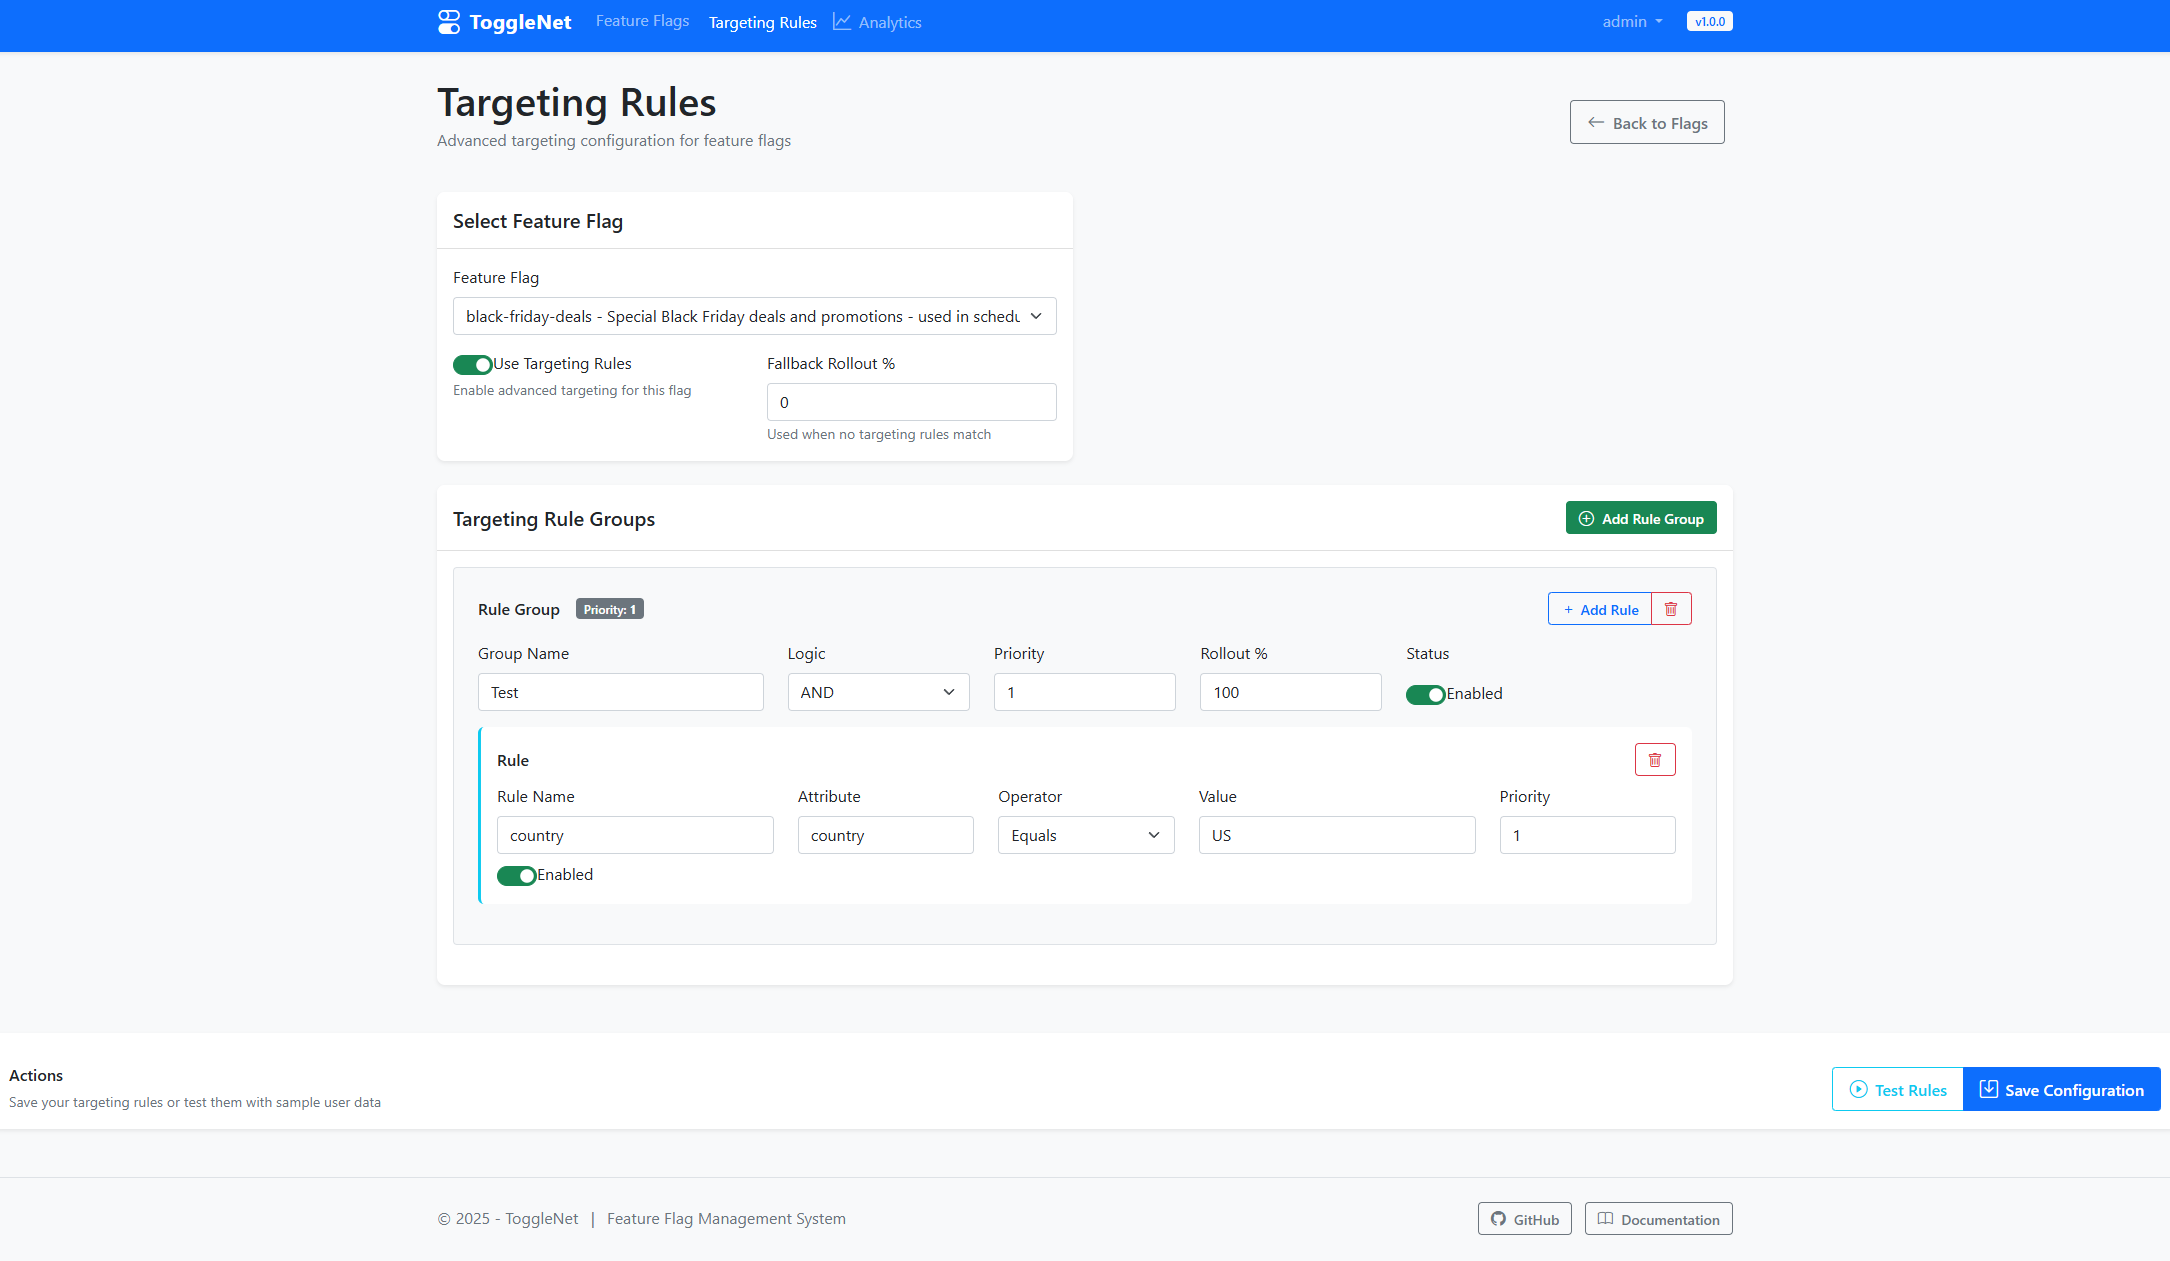 ToggleNet Feature Flags Targeting Rules Analytics admin v1.0.0
Targeting Rules
Advanced targeting configuration for feature flags
Back to Flags
Select Feature Flag
Feature Flag
black-friday-deals - Special Black Friday deals and promotions - used in schedu
Use Targeting Rules
Enable advanced targeting for this flag
Fallback Rollout %
0
Used when no targeting rules match
Targeting Rule Groups
Add Rule Group
Rule Group Priority: 1
+ Add Rule
Group Name Logic Priority Rollout % Status
Test AND 1 100 Enabled
Rule
Rule Name Attribute Operator Value Priority
country country Equals US 1
Enabled
Actions
Save your targeting rules or test them with sample user data
Test Rules Save Configuration
© 2025 - ToggleNet | Feature Flag Management System
GitHub Documentation